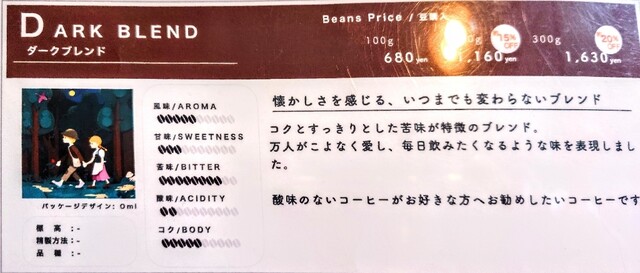 DARK BLEND
ダークブレンド
Beans Price / 豆購入
100g 15%OFF 300g 20%OFF
680yen 1,160yen 1,630yen
懐かしさを感じる、いつまでも変わらないブレンド
コクとすっきりとした苦味が特徴のブレンド。
万人がこよなく愛し、毎日飲みたくなるような味を表現しまし
た。
酸味のないコーヒーがお好きな方へお勧めしたいコーヒーです
風味/AROMA
甘味/SWEETNESS
苦味/BITTER
酸味/ACIDITY
コク/BODY
パッケージデザイン: Omi
標高:-
精製方法:-
品種:-